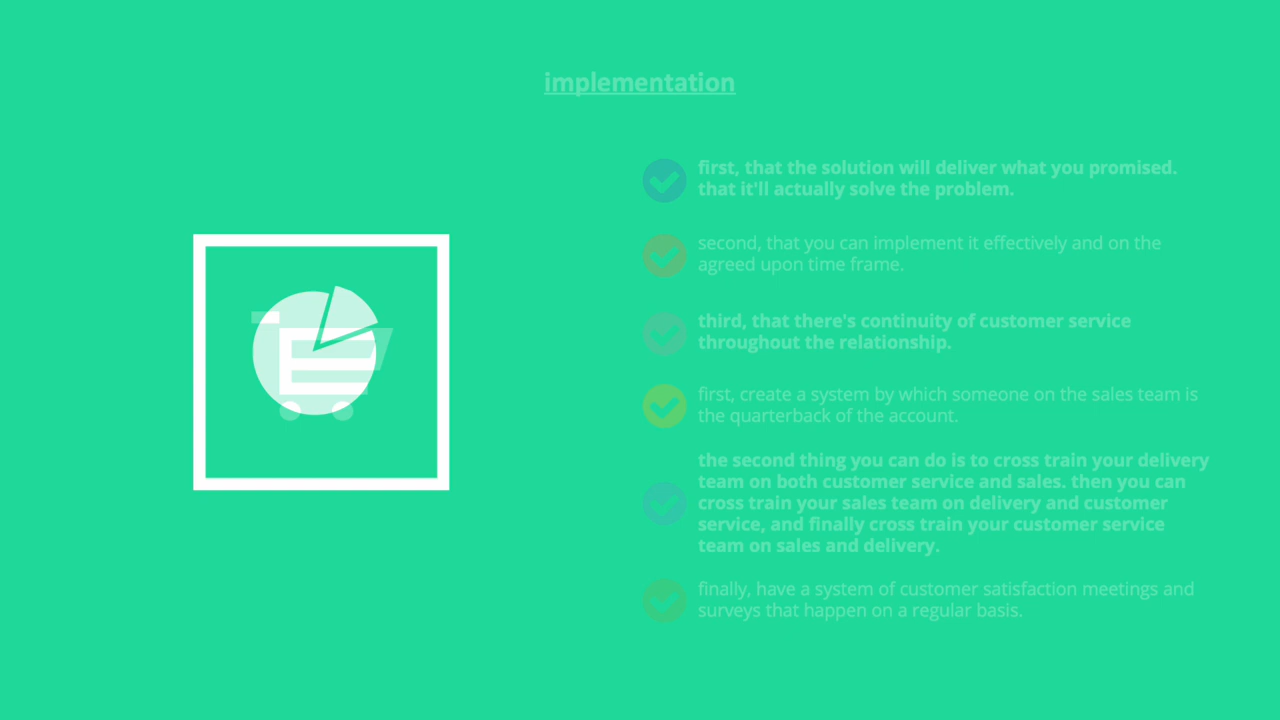 implementation
first, that the solution will deliver what you promised.
that it'll actually solve the problem.
second, that you can implement it effectively and on the
agreed upon time frame.
third, that there's continuity of customer service
throughout the relationship.
first, create a system by which someone on the sales team is
the quarterback of the account.
the second thing you can do is to cross train your delivery
team on both customer service and sales. then you can
cross train your sales team on delivery and customer
service, and finally cross train your customer service
team on sales and delivery.
finally, have a system of customer satisfaction meetings and
surveys that happen on a regular basis.